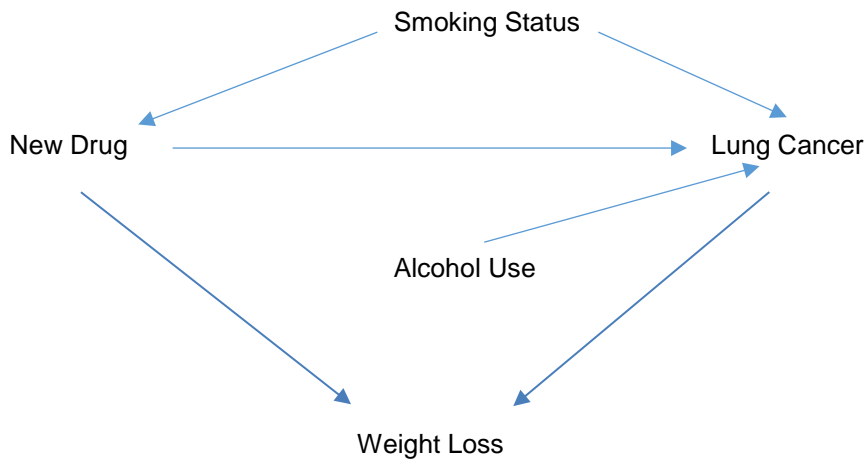 Smoking Status
New Drug
Lung Cancer
Alcohol Use
Weight Loss